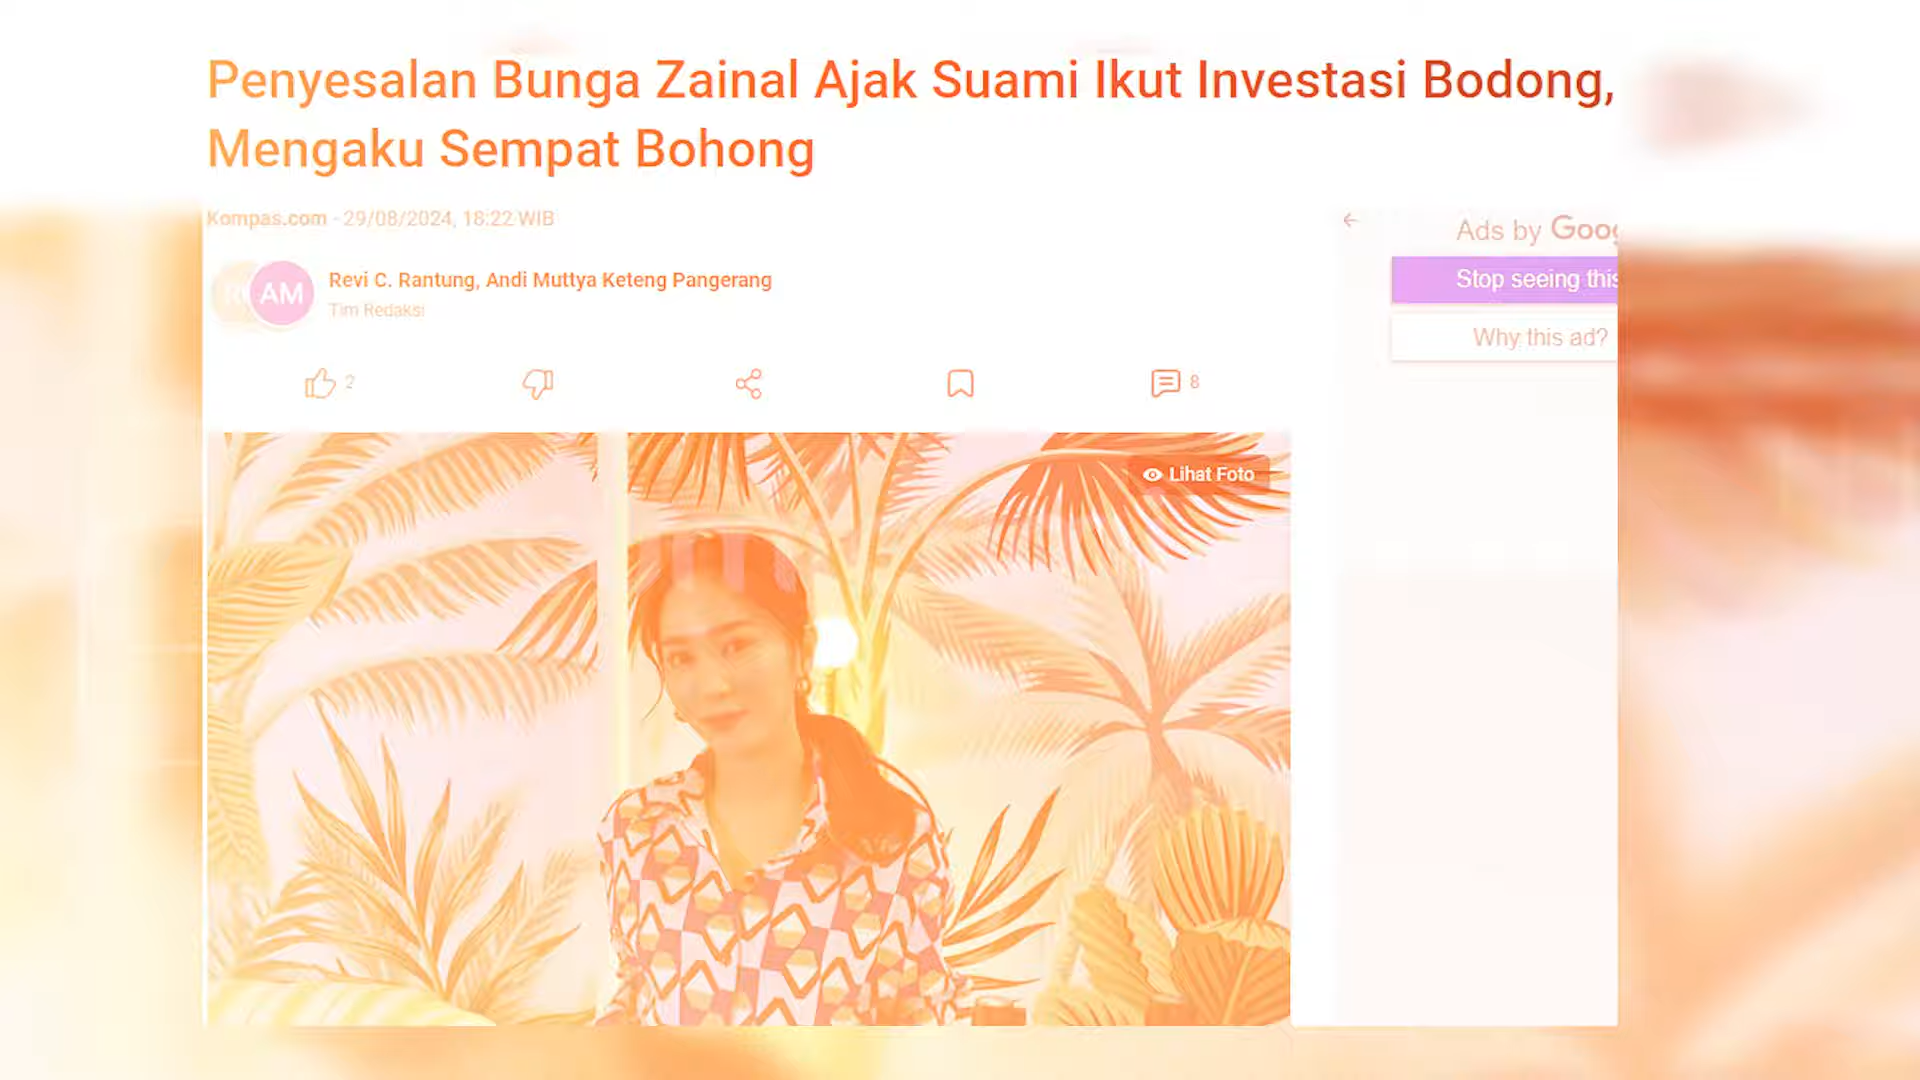 Penyesalan Bunga Zainal Ajak Suami Ikut Investasi Bodong,
Mengaku Sempat Bohong
Kompas.com - 29/08/2024, 18:22 WIB
AM
Revi C. Rantung, Andi Muttya Keteng Pangerang
Tim Redaksi
2
8
Ads by Goog
Stop seeing this
Why this ad?
Lihat Foto